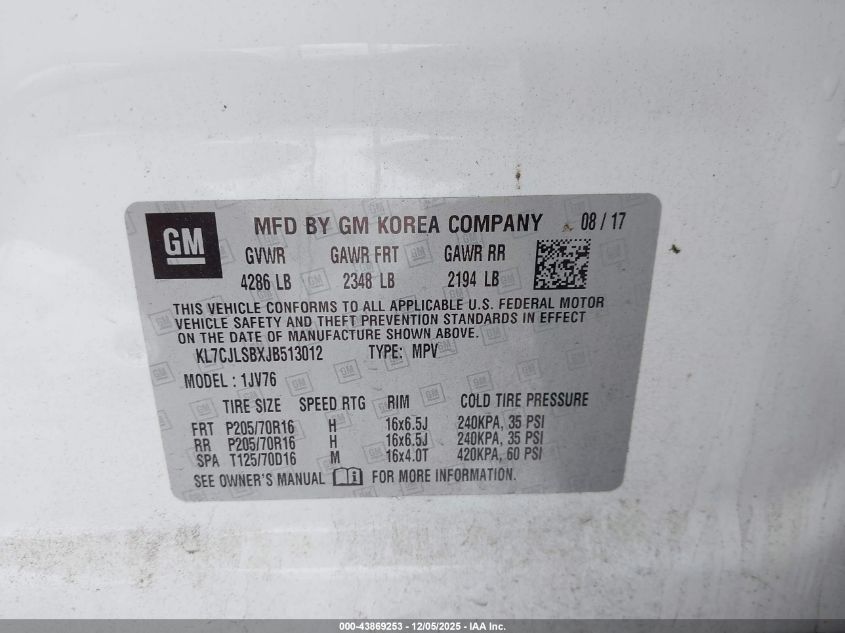 GM MFD BY GM KOREA COMPANY 08 / 17
GVWR GAWR FRT GAWR RR
4286 LB 2348 LB 2194 LB
THIS VEHICLE CONFORMS TO ALL APPLICABLE U.S. FEDERAL MOTOR
VEHICLE SAFETY AND THEFT PREVENTION STANDARDS IN EFFECT
ON THE DATE OF MANUFACTURE SHOWN ABOVE.
KL7CJLSBXJB513012 TYPE: MPV
MODEL : 1JV76
TIRE SIZE SPEED RTG RIM COLD TIRE PRESSURE
FRT P205/70R16 H 16x6.5J 240KPA, 35 PSI
RR P205/70R16 H 16x6.5J 240KPA, 35 PSI
SPA T125/70D16 M 16x4.0T 420KPA, 60 PSI
SEE OWNER'S MANUAL FOR MORE INFORMATION.
000-43869253 - 12/05/2025 - IAA Inc.